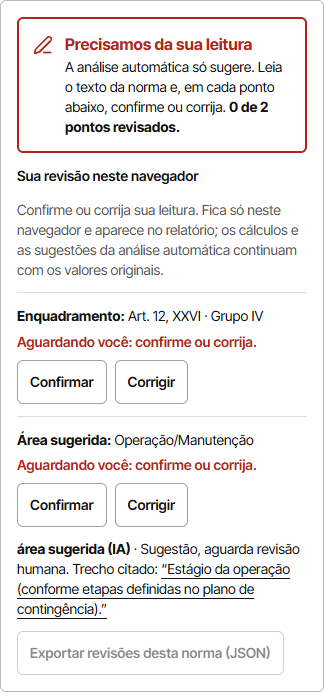 Precisamos da sua leitura
A análise automática só sugere. Leia
o texto da norma e, em cada ponto
abaixo, confirme ou corrija. 0 de 2
pontos revisados.
Sua revisão neste navegador
Confirme ou corrija sua leitura. Fica só neste
navegador e aparece no relatório; os cálculos e
as sugestões da análise automática continuam
com os valores originais.
Enquadramento: Art. 12, XXVI · Grupo IV
Aguardando você: confirme ou corrija.
Confirmar Corrigir
Área sugerida: Operação/Manutenção
Aguardando você: confirme ou corrija.
Confirmar Corrigir
área sugerida (IA) · Sugestão, aguarda revisão
humana. Trecho citado: “Estágio da operação
(conforme etapas definidas no plano de
contingência).”
Exportar revisões desta norma (JSON)